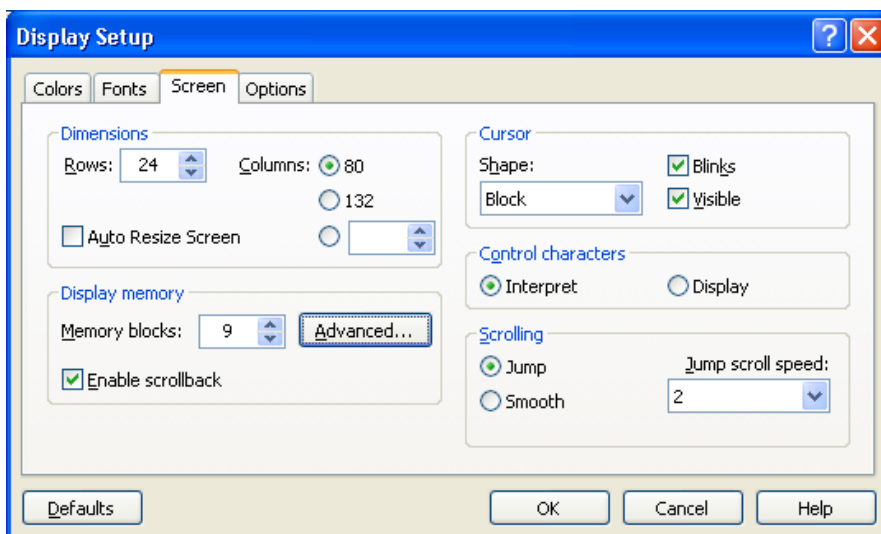 Display Setup
Colors Fonts Screen Options
Dimensions
Rows: 24 Columns: 80
132
Auto Resize Screen
Display memory
Memory blocks: 9 Advanced...
Enable scrollback
Cursor
Shape: Blinks
Block Visible
Control characters
Interpret Display
Scrolling
Jump Jump scroll speed:
Smooth 2
Defaults OK Cancel Help